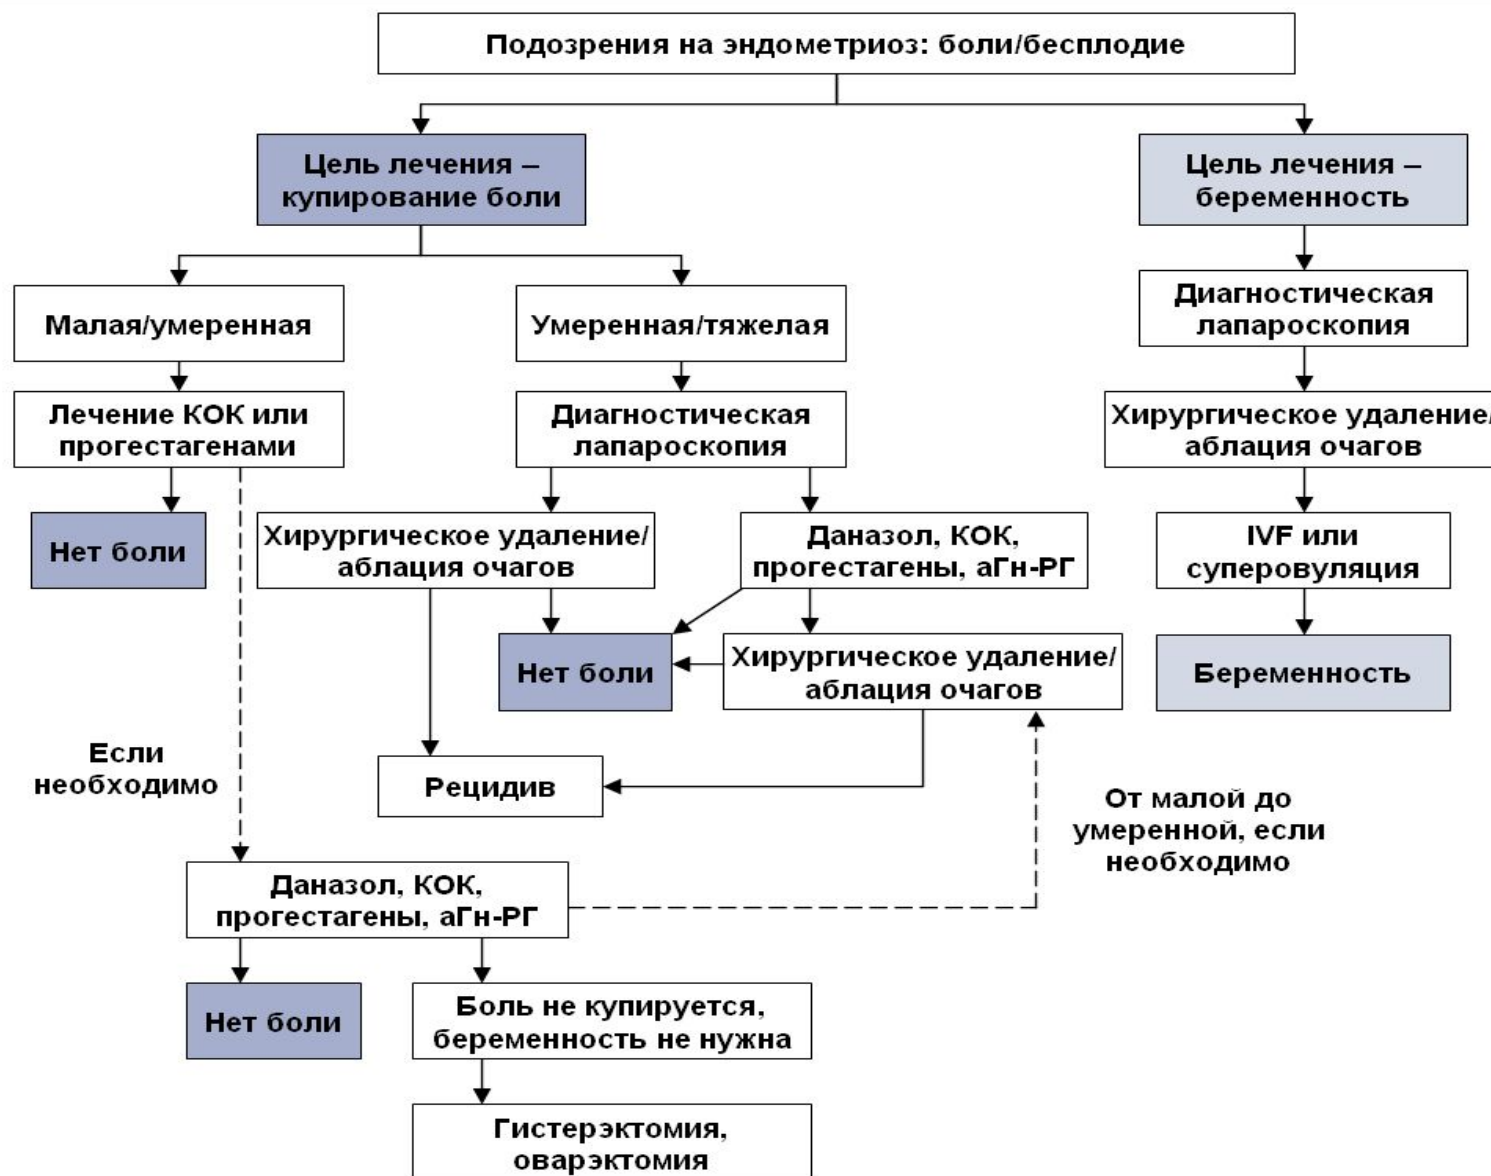 Подозрения на эндометриоз: боли/бесплодие
Цель лечения –
купирование боли
Цель лечения –
беременность
Малая/умеренная
Умеренная/тяжелая
Диагностическая
лапароскопия
Лечение КОК или
прогестагенами
Диагностическая
лапароскопия
Хирургическое удаление/
аблация очагов
Нет боли
Хирургическое удаление/
аблация очагов
Даназол, КОК,
прогестагены, аГн-РГ
IVF или
суперовуляция
Нет боли
Хирургическое удаление/
аблация очагов
Беременность
Если
необходимо
Рецидив
От малой до
умеренной, если
необходимо
Даназол, КОК,
прогестагены, аГн-РГ
Нет боли
Боль не купируется,
беременность не нужна
Гистерэктомия,
оварэктомия